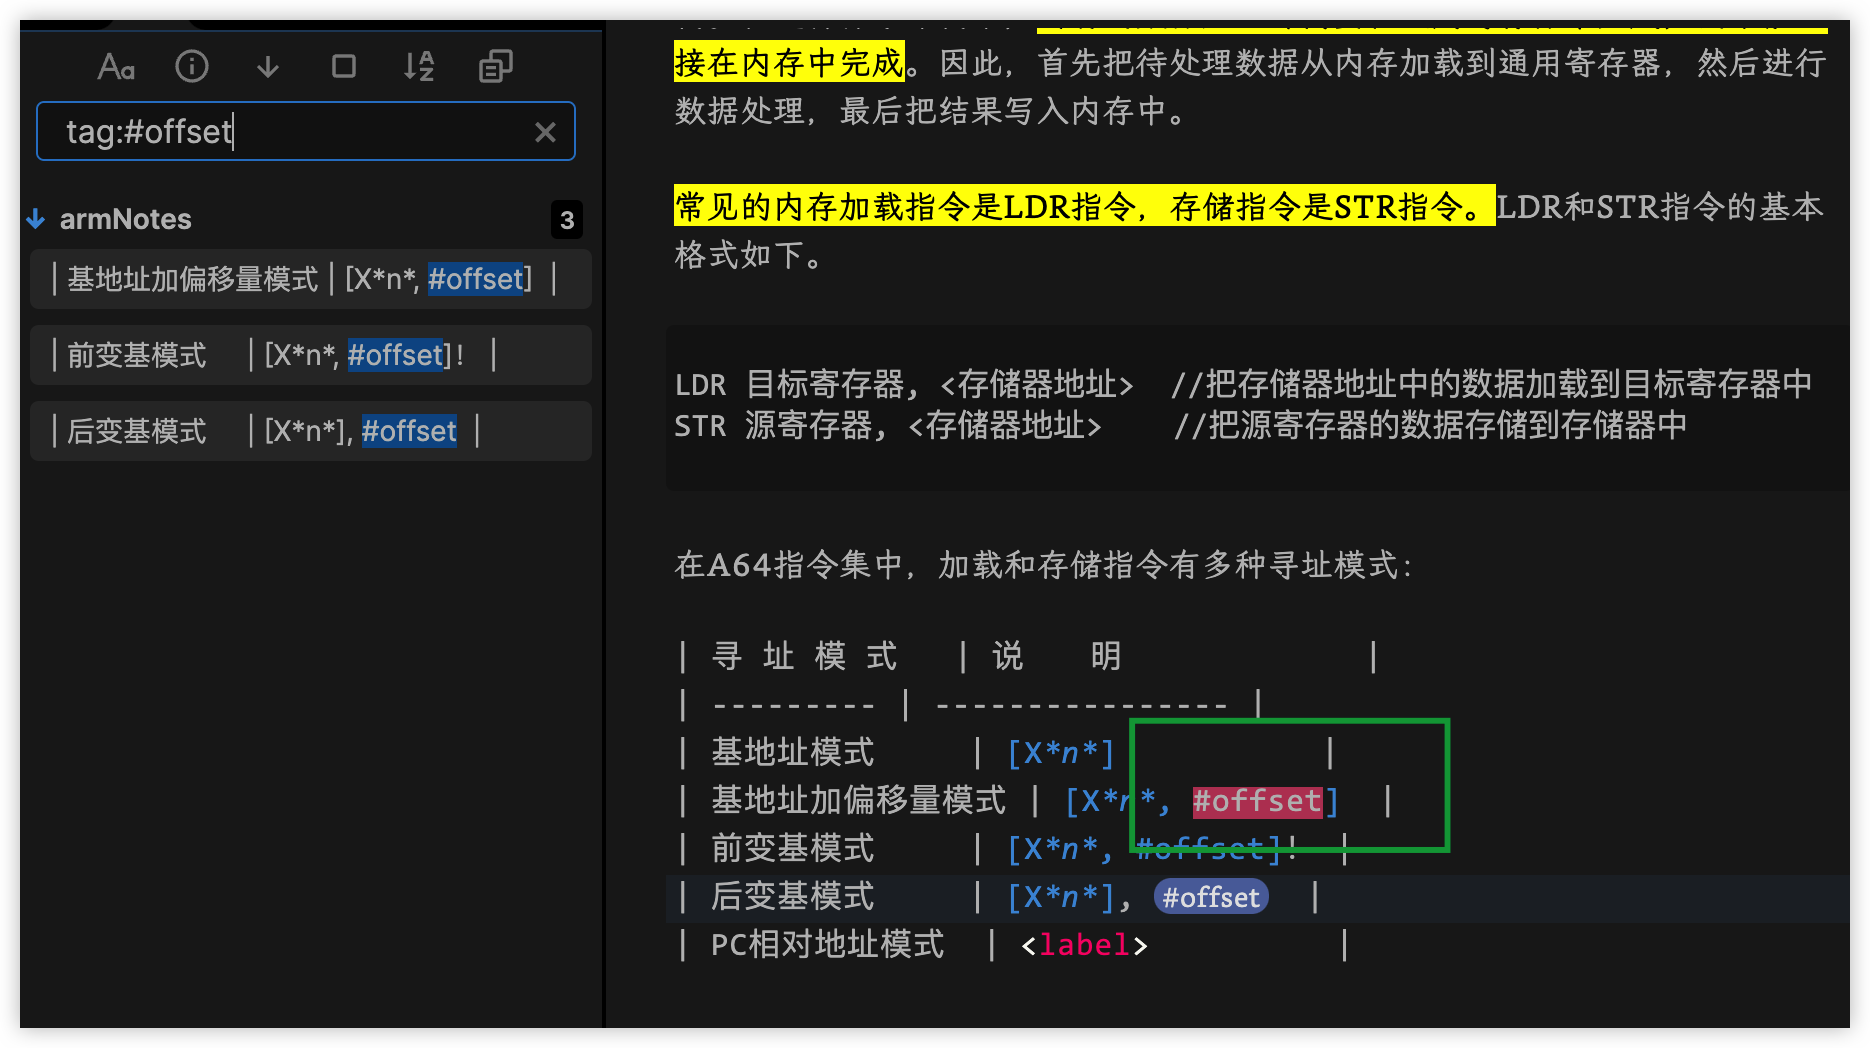 Aa
tag:#offset
armNotes 3
| 基地址加偏移量模式 | [X*n*, #offset] |
| 前变基模式 | [X*n*, #offset]! |
| 后变基模式 | [X*n*], #offset |
接在内存中完成。因此，首先把待处理数据从内存加载到通用寄存器，然后进行
数据处理，最后把结果写入内存中。
常见的内存加载指令是LDR指令，存储指令是STR指令。LDR和STR指令的基本
格式如下。
LDR 目标寄存器, <存储器地址> //把存储器地址中的数据加载到目标寄存器中
STR 源寄存器, <存储器地址> //把源寄存器的数据存储到存储器中
在A64指令集中，加载和存储指令有多种寻址模式：
| 寻 址 模 式 | 说 明 |
| --------- | ---------------- |
| 基地址模式 | [X*n*] |
| 基地址加偏移量模式 | [X*n*, #offset] |
| 前变基模式 | [X*n*, #offset]! |
| 后变基模式 | [X*n*], #offset |
| PC相对地址模式 | <label> |